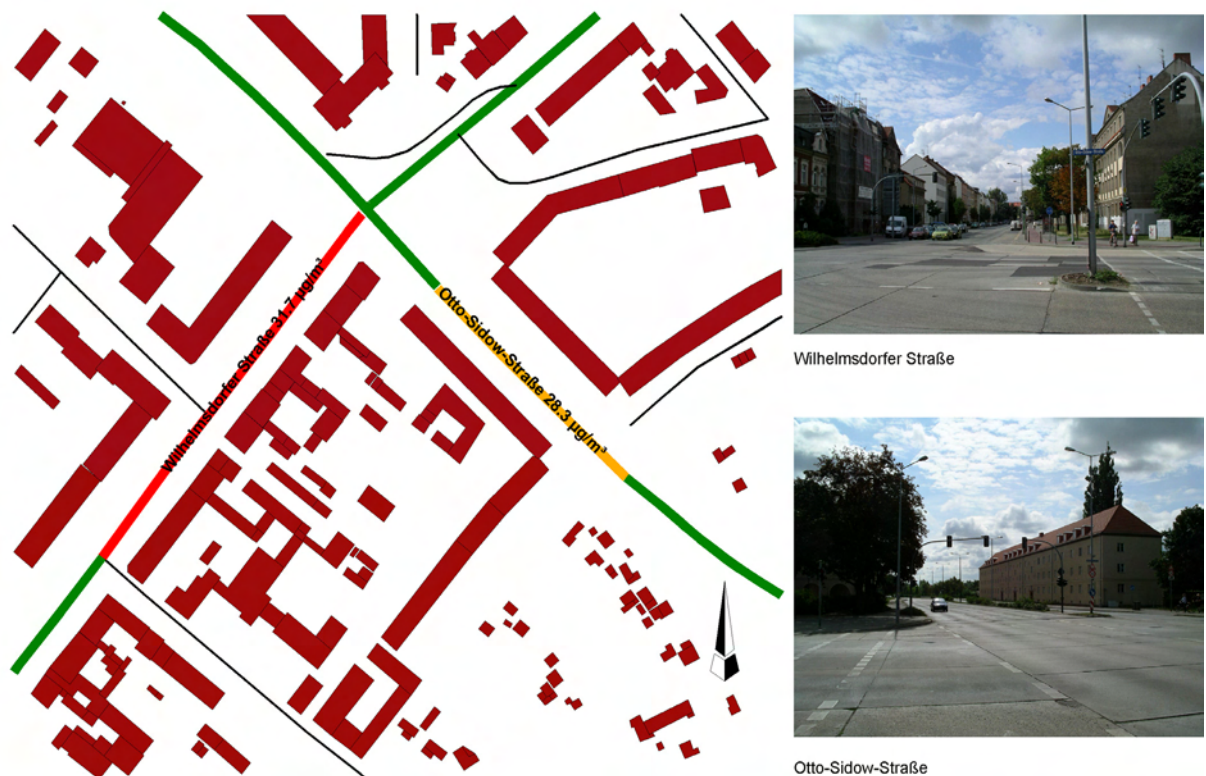 Wilhelmsdorfer Straße 31.7 µg/m³
Otto-Sidow-Straße 28.3 µg/m³
Wilhelmsdorfer Straße
Otto-Sidow-Straße